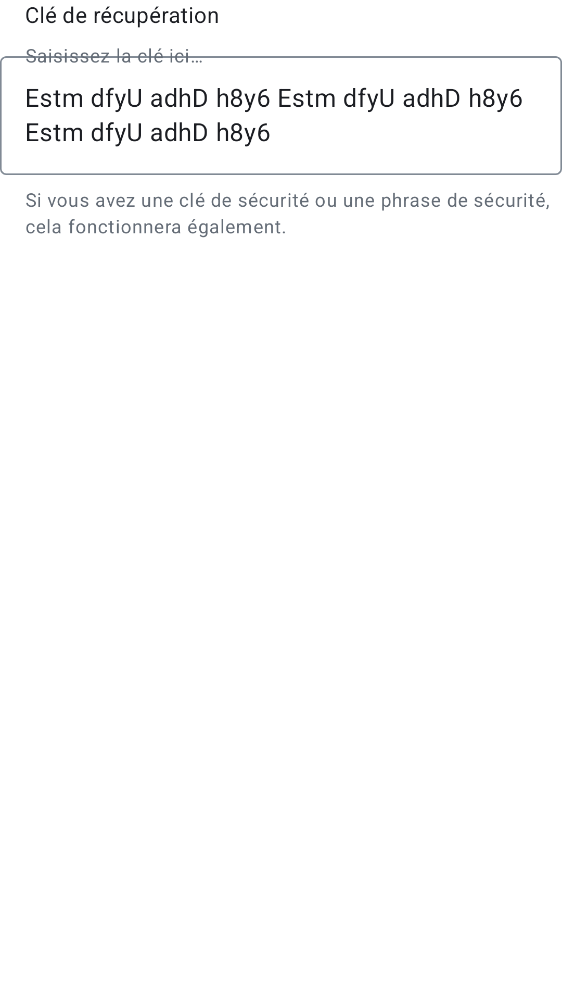 Clé de récupération
Saisissez la clé ici…
Estm dfyU adhD h8y6 Estm dfyU adhD h8y6
Estm dfyU adhD h8y6
Si vous avez une clé de sécurité ou une phrase de sécurité,
cela fonctionnera également.